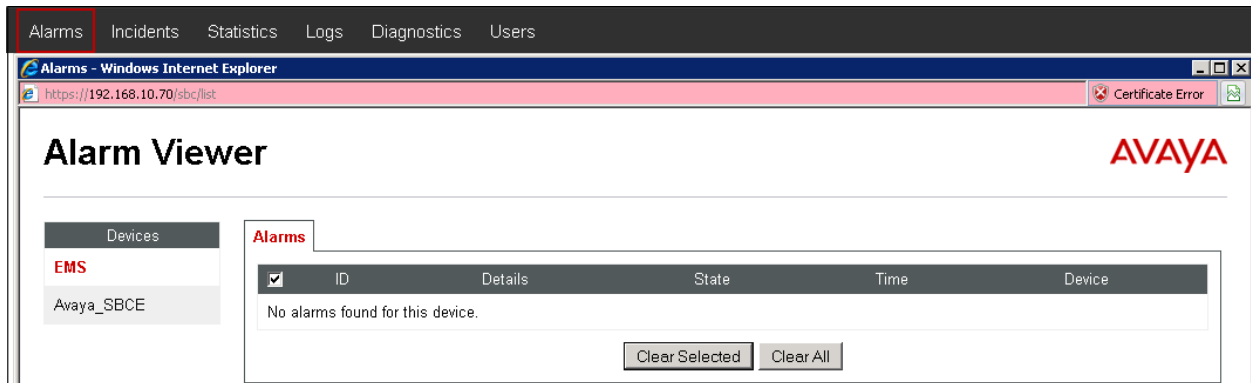 Alarms Incidents Statistics Logs Diagnostics Users
Alarms - Windows Internet Explorer
https://192.168.10.70/sbc/list Certificate Error
Alarm Viewer
AVAYA
Devices
EMS
Avaya_SBCE
Alarms
ID Details State Time Device
No alarms found for this device.
Clear Selected Clear All